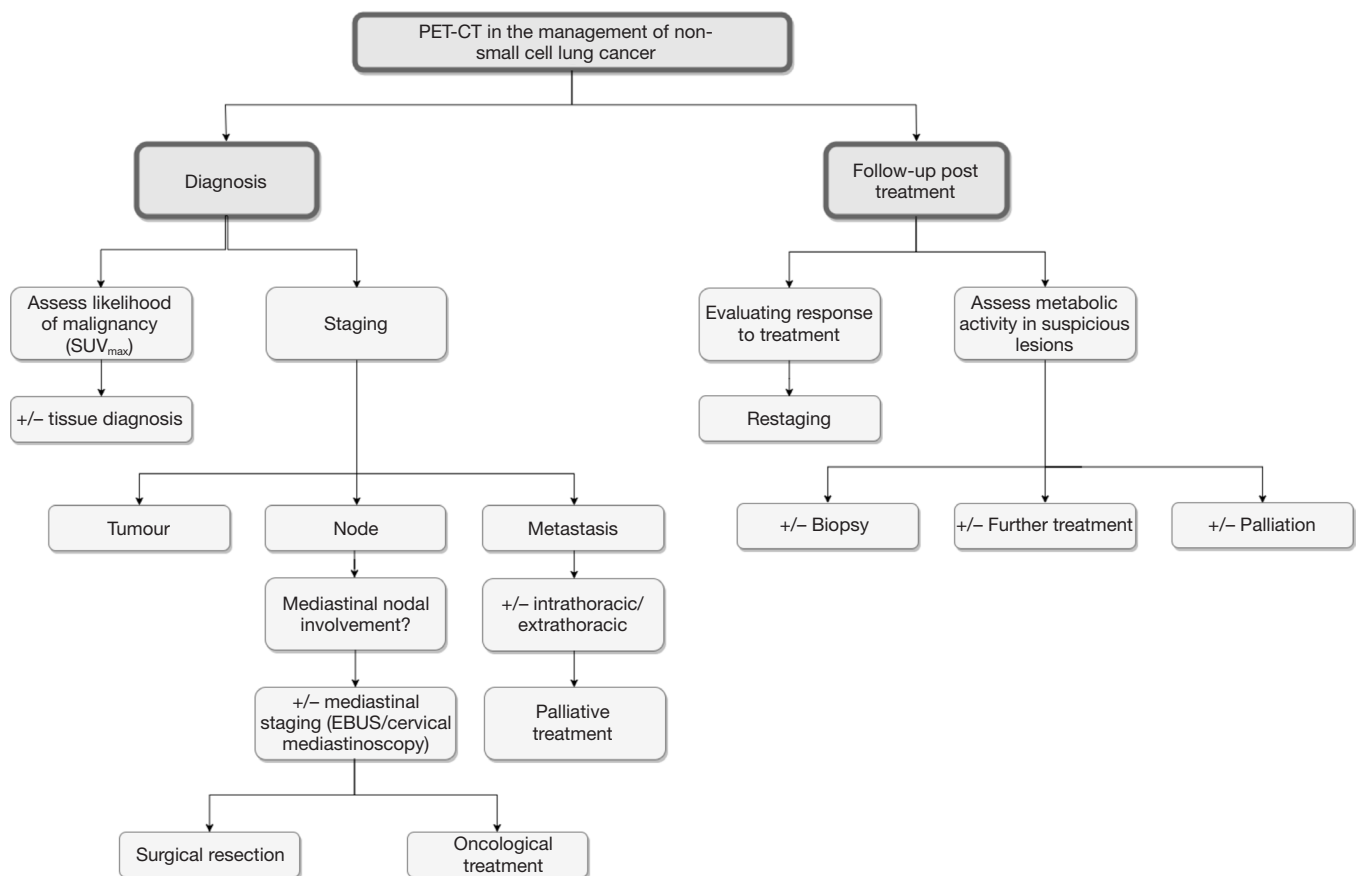 PET-CT in the management of non-
small cell lung cancer
Diagnosis
Follow-up post
treatment
Assess likelihood
of malignancy
(SUVmax)
Staging
Evaluating response
to treatment
Assess metabolic
activity in suspicious
lesions
+/– tissue diagnosis
Restaging
Tumour
Node
Metastasis
+/– Biopsy
+/– Further treatment
+/– Palliation
Mediastinal nodal
involvement?
+/– intrathoracic/
extrathoracic
+/– mediastinal
staging (EBUS/cervical
mediastinoscopy)
Palliative
treatment
Surgical resection
Oncological
treatment